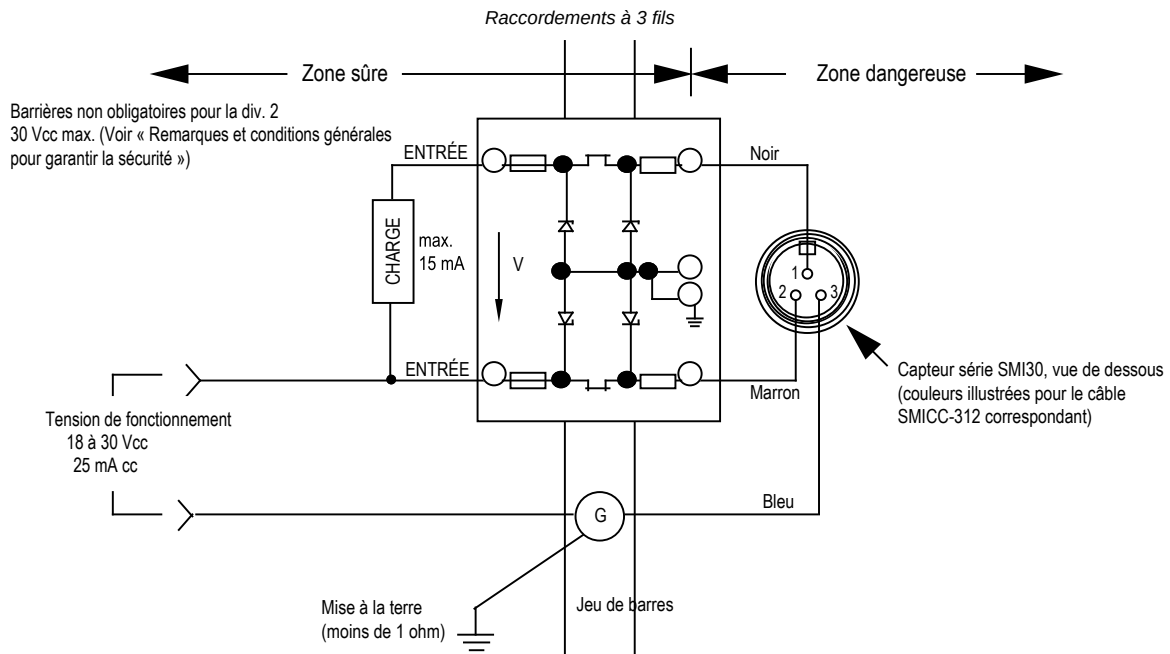 Raccordements à 3 fils
Zone sûre
Zone dangereuse
Barrières non obligatoires pour la div. 2
30 Vcc max. (Voir « Remarques et conditions générales
pour garantir la sécurité »)
ENTRÉE
Noir
CHARGE
max.
15 mA
V
1
2
3
ENTRÉE
Marron
Capteur série SMI30, vue de dessous
(couleurs illustrées pour le câble
SMICC-312 correspondant)
Tension de fonctionnement
18 à 30 Vcc
25 mA cc
G
Bleu
Mise à la terre
(moins de 1 ohm)
Jeu de barres